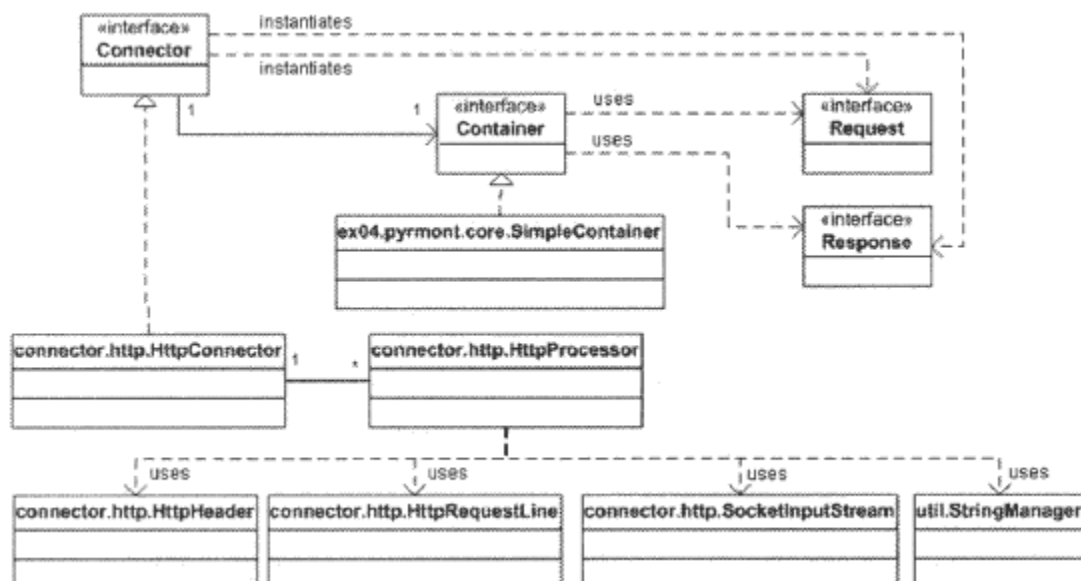 «interface»
Connector
instantiates
instantiates
1
1
«interface»
Container
uses
uses
«interface»
Request
«interface»
Response
ex04.pyrmont.core.SimpleContainer
connector.http.HttpConnector
1
*
connector.http.HttpProcessor
uses
uses
uses
uses
connector.http.HttpHeader
connector.http.HttpRequestLine
connector.http.SocketInputStream
util.StringManager